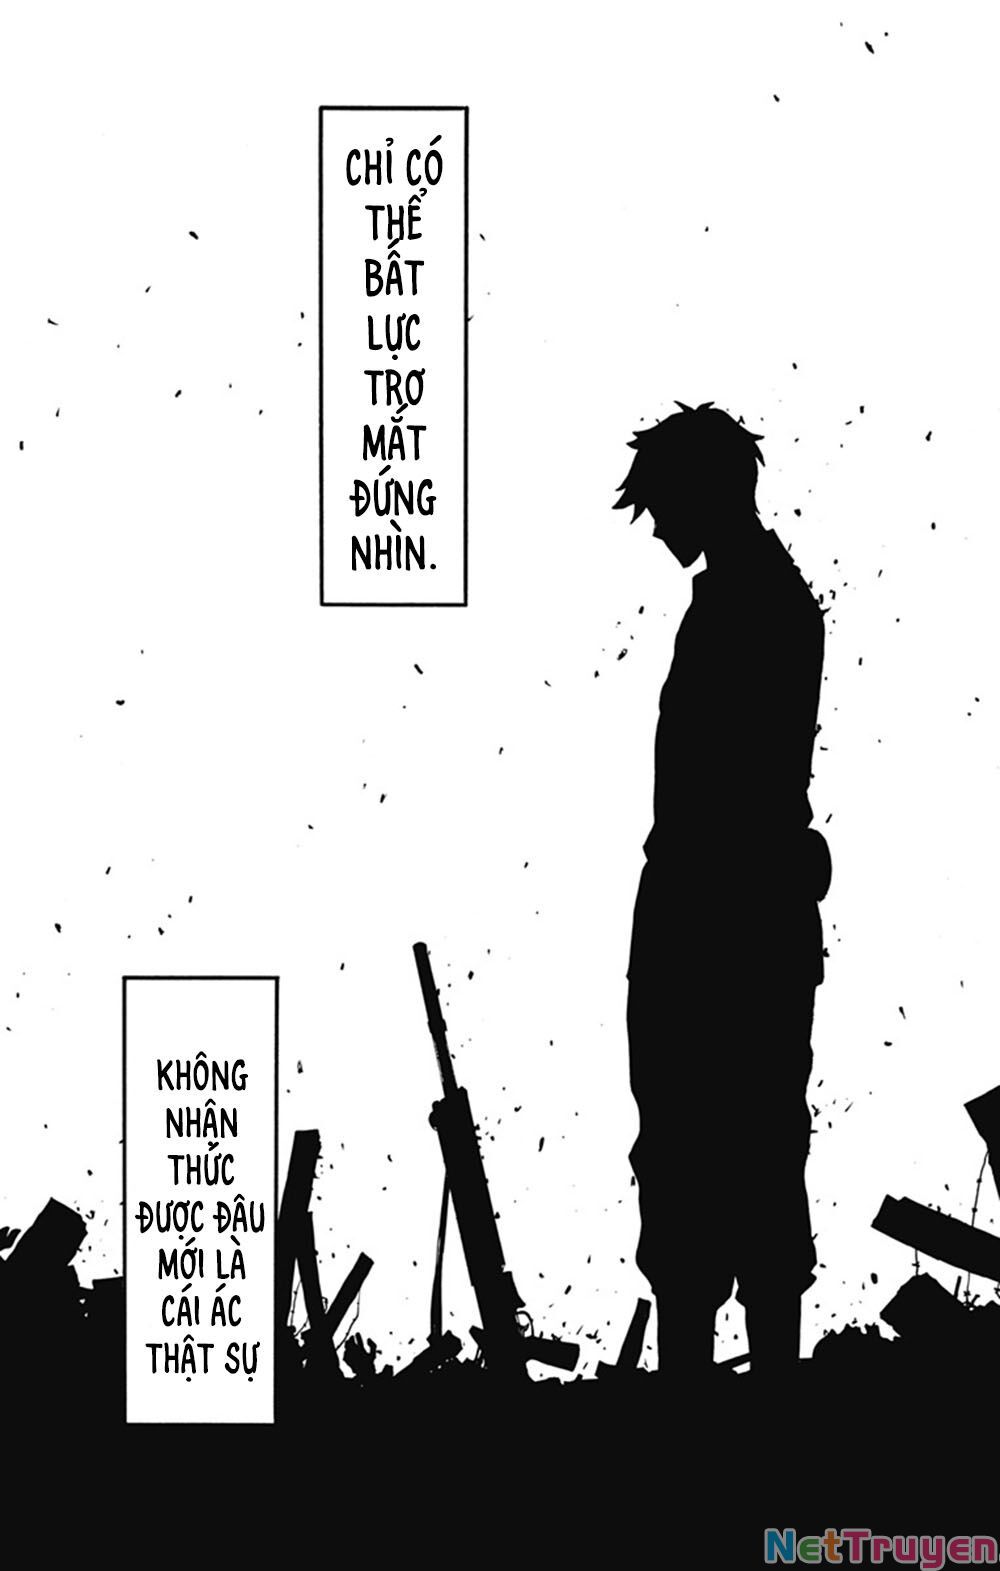 CHỈ CÓ
THỂ
BẤT
LỰC
TRƠ
MẮT
ĐỨNG
NHÌN.
KHÔNG
NHẬN
THỨC
ĐƯỢC ĐÂU
MỚI LÀ
CÁI ÁC
THẬT SỰ
NetTruyen